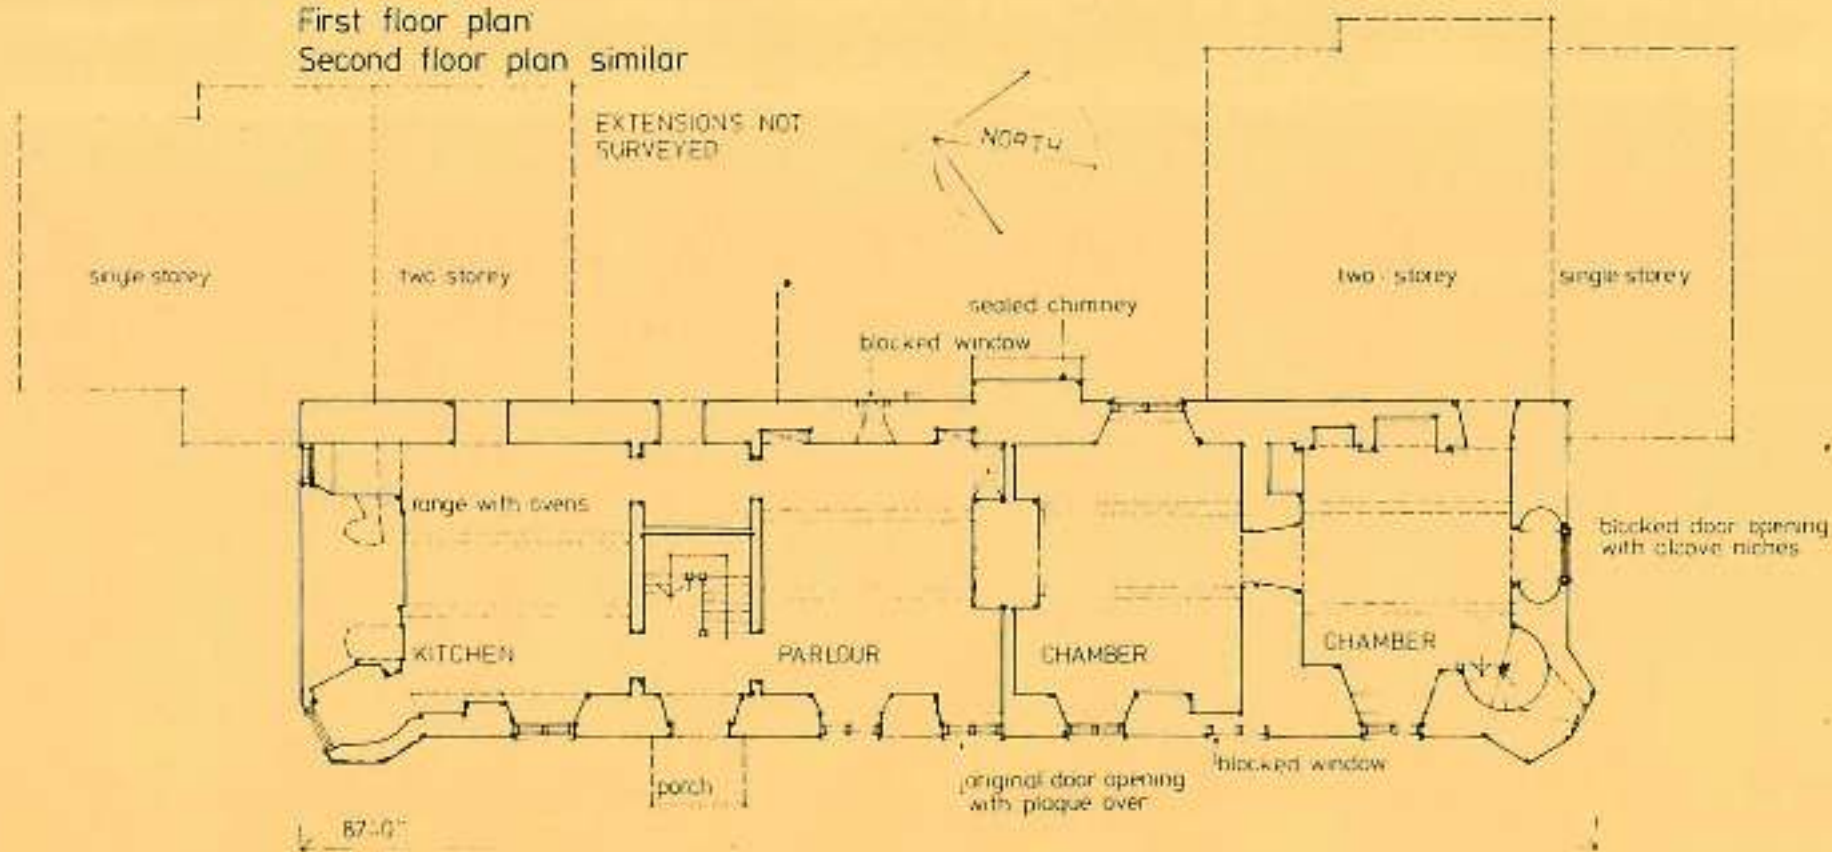 First floor plan
Second floor plan similar
EXTENSIONS NOT
SURVEYED
NORTH
single storey
two storey
sealed chimney
blocked window
two storey
single storey
range with ovens
blocked door opening
with alcove niches
KITCHEN
PARLOUR
CHAMBER
CHAMBER
porch
original door opening
with plaque over
blocked window
87'-0"